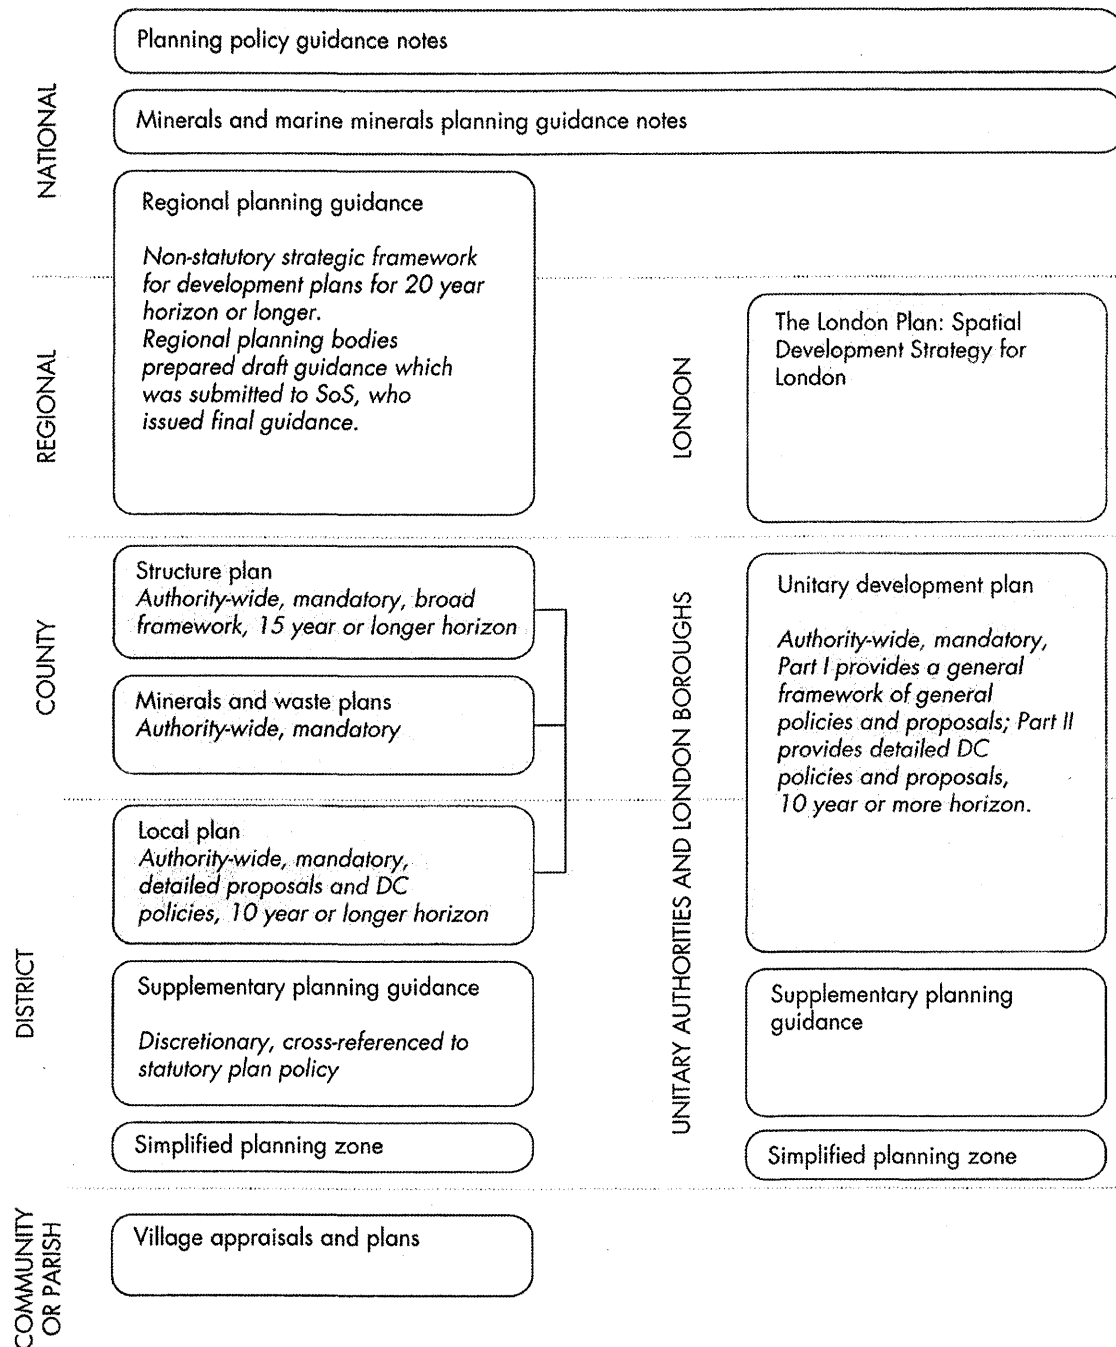 NATIONAL
Planning policy guidance notes
Minerals and marine minerals planning guidance notes
Regional planning guidance
Non-statutory strategic framework
for development plans for 20 year
horizon or longer.
Regional planning bodies
prepared draft guidance which
was submitted to SoS, who
issued final guidance.
REGIONAL
LONDON
The London Plan: Spatial
Development Strategy for
London
COUNTY
Structure plan
Authority-wide, mandatory, broad
framework, 15 year or longer horizon
Minerals and waste plans
Authority-wide, mandatory
UNITARY AUTHORITIES AND LONDON BOROUGHS
Unitary development plan
Authority-wide, mandatory,
Part I provides a general
framework of general
policies and proposals; Part II
provides detailed DC
policies and proposals,
10 year or more horizon.
DISTRICT
Local plan
Authority-wide, mandatory,
detailed proposals and DC
policies, 10 year or longer horizon
Supplementary planning guidance
Discretionary, cross-referenced to
statutory plan policy
Simplified planning zone
Supplementary planning
guidance
Simplified planning zone
COMMUNITY
OR PARISH
Village appraisals and plans